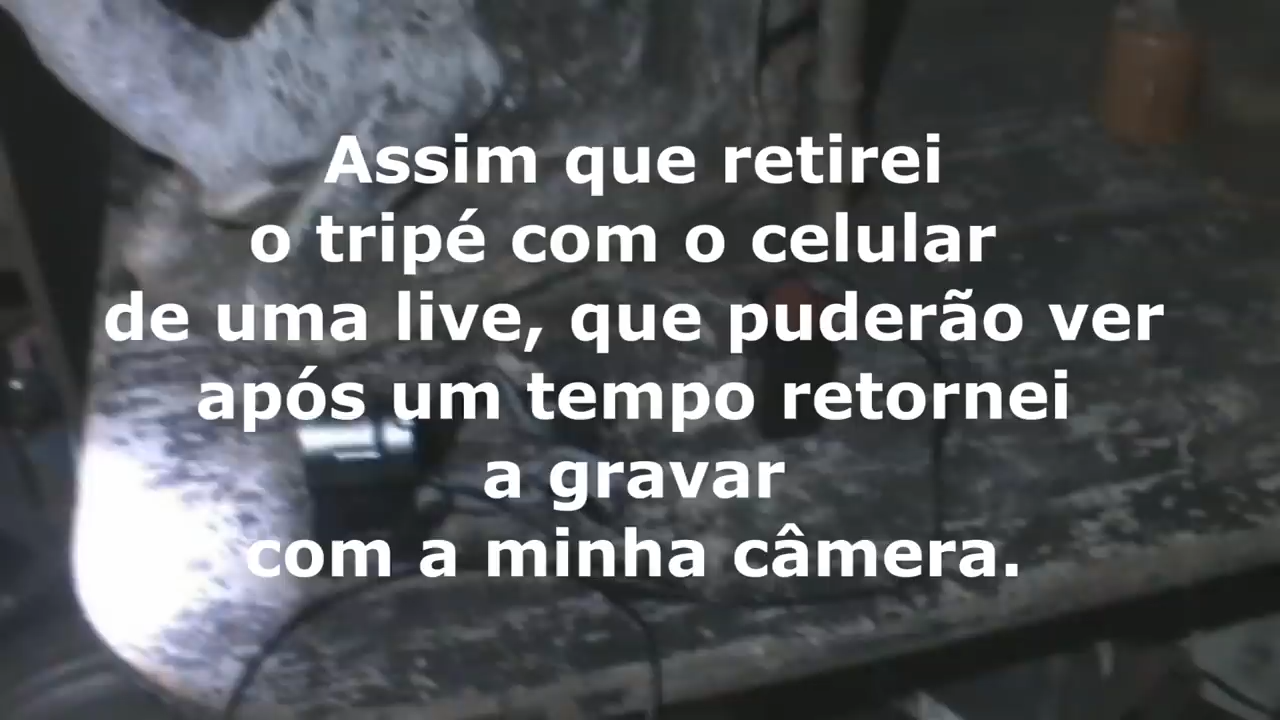 Assim que retirei
o tripé com o celular
de uma live, que puderão ver
após um tempo retornei
a gravar
com a minha câmera.